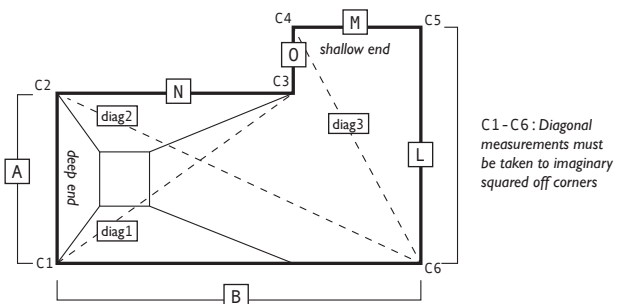 C4
M
C5
O
shallow end
C2
N
C3
diag2
diag3
C1-C6: Diagonal
measurements must
be taken to imaginary
squared off corners
A
deep end
L
diag1
C1
C6
B